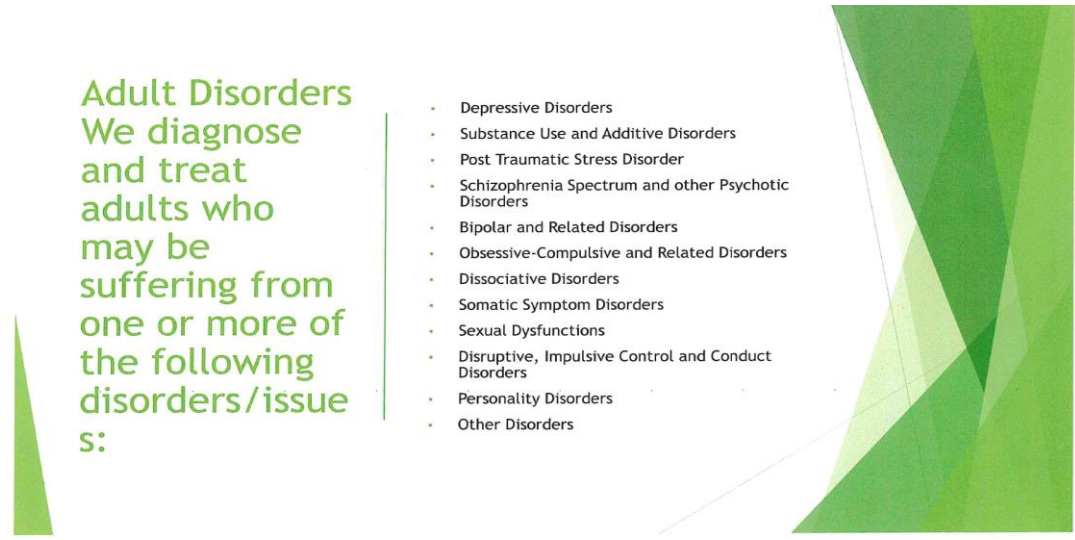 Adult Disorders
We diagnose
and treat
adults who
may be
suffering from
one or more of
the following
disorders/issue
s:
• Depressive Disorders
• Substance Use and Additive Disorders
• Post Traumatic Stress Disorder
• Schizophrenia Spectrum and other Psychotic
Disorders
• Bipolar and Related Disorders
• Obsessive-Compulsive and Related Disorders
• Dissociative Disorders
• Somatic Symptom Disorders
• Sexual Dysfunctions
• Disruptive, Impulsive Control and Conduct
Disorders
• Personality Disorders
• Other Disorders